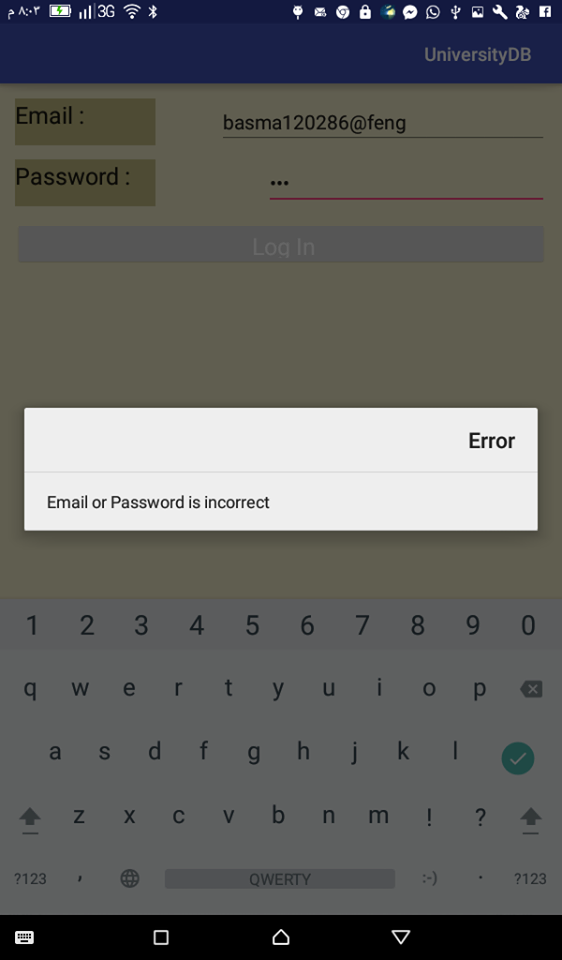 م ٨:٠٣ 3G
UniversityDB
Email :
basma120286@feng
Password :
•••
Log In
Error
Email or Password is incorrect
1 2 3 4 5 6 7 8 9 0
q w e r t y u i o p
a s d f g h j k l
z x c v b n m ! ?
?123 , QWERTY :-) . ?123